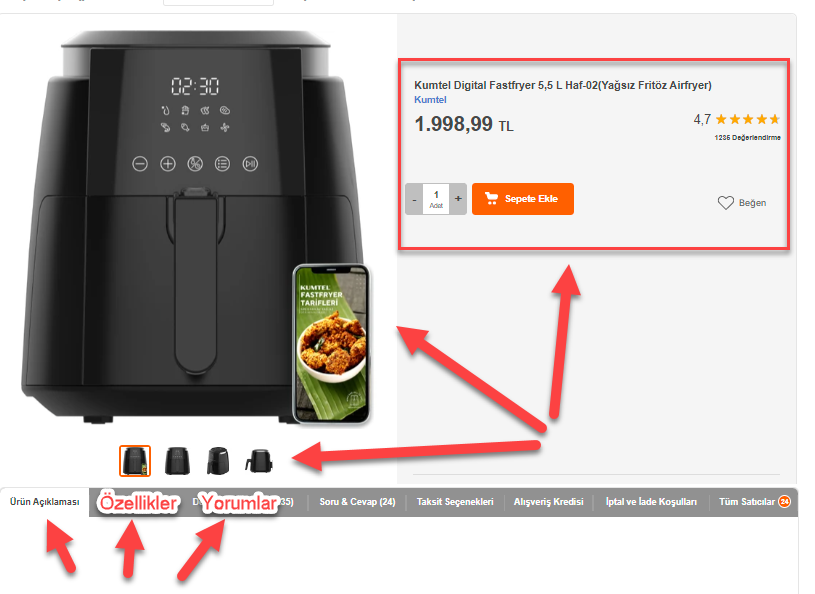 02:30
KUMTEL
FASTFRYER
TARİFLERİ
Kumtel Digital Fastfryer 5,5 L Haf-02(Yağsız Fritöz Airfryer)
Kumtel
1.998,99 TL
4,7
1235 Değerlendirme
- 1 +
Adet
Sepete Ekle
Beğen
Ürün Açıklaması Özellikler Yorumlar 35) Soru & Cevap (24) Taksit Seçenekleri Alışveriş Kredisi İptal ve İade Koşulları Tüm Satıcılar 24